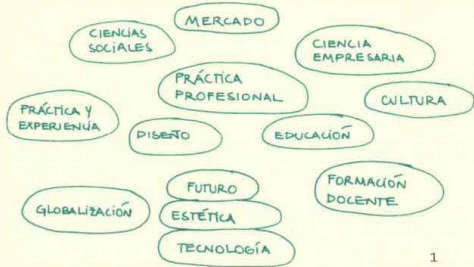 MERCADO
CIENCIAS
SOCIALES
CIENCIA
EMPRESARIA
PRÁCTICA
PROFESIONAL
CULTURA
PRÁCTICA Y
EXPERIENCIA
DISEÑO
EDUCACIÓN
FUTURO
FORMACIÓN
DOCENTE
GLOBALIZACIÓN
ESTÉTICA
TECNOLOGÍA
1